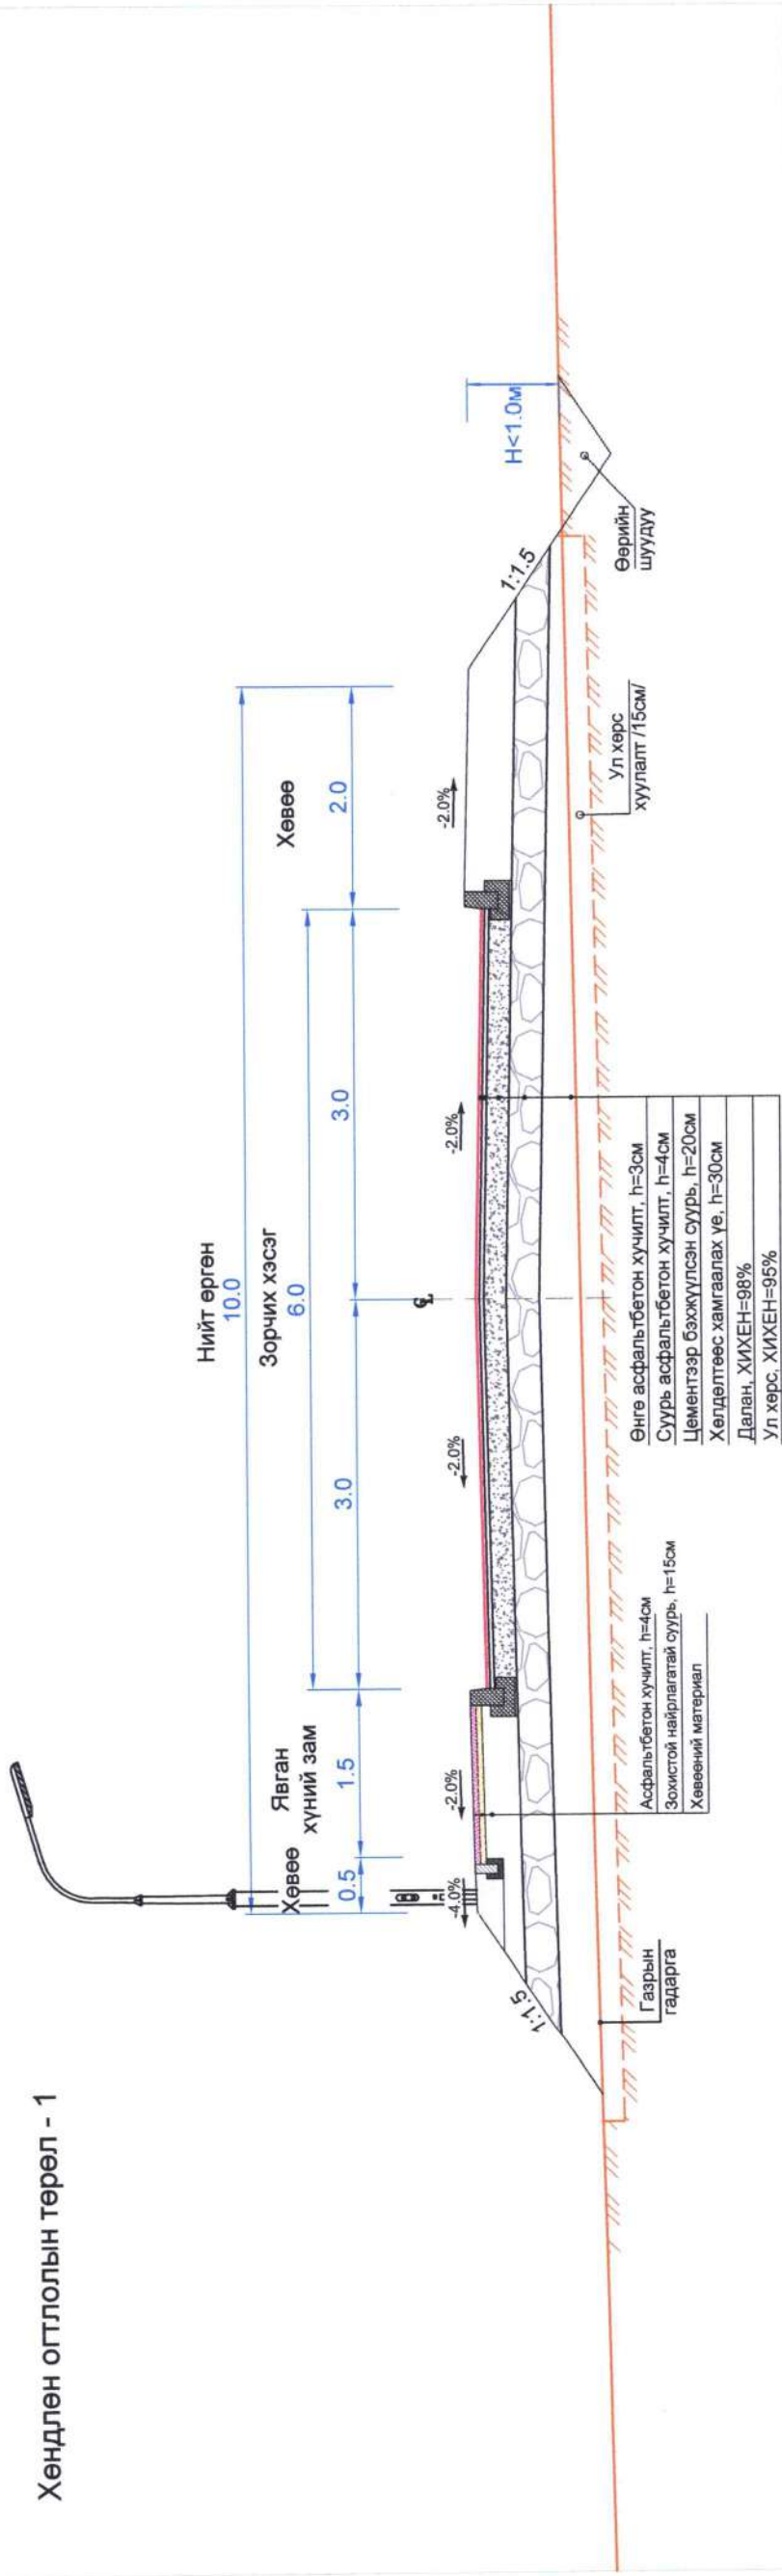 Хөндлөн огтлолын төрөл - 1
Нийт өргөн
10.0
Зорчих хэсэг
6.0
Явган
хүний зам
Хөвөө
Хөвөө
0.5
1.5
3.0
3.0
2.0
-4.0%
-2.0%
-2.0%
-2.0%
-2.0%
1:1.5
1:1.5
H<1.0м
Газрын
гадарга
Асфальтбетон хучилт, h=4см
Зохистой найрлагатай суурь, h=15см
Хөвөөний материал
Өнгө асфальтбетон хучилт, h=3см
Суурь асфальтбетон хучилт, h=4см
Цементээр бэхжүүлсэн суурь, h=20см
Хөлдөлтөөс хамгаалах үе, h=30см
Далан, ХИХЕН=98%
Ул хөрс, ХИХЕН=95%
Ул хөрс
хуулалт /15см/
Өөрийн
шуудуу